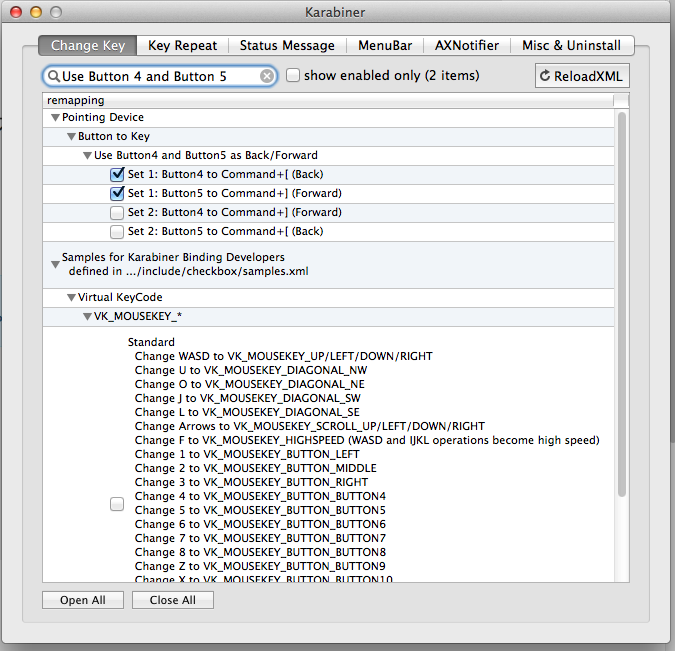 Karabiner
Change Key Key Repeat Status Message MenuBar AXNotifier Misc & Uninstall
Use Button 4 and Button 5 show enabled only (2 items) ReloadXML
remapping
Pointing Device
Button to Key
Use Button4 and Button5 as Back/Forward
Set 1: Button4 to Command+[ (Back)
Set 1: Button5 to Command+] (Forward)
Set 2: Button4 to Command+] (Forward)
Set 2: Button5 to Command+[ (Back)
Samples for Karabiner Binding Developers
defined in .../include/checkbox/samples.xml
Virtual KeyCode
VK_MOUSEKEY_*
Standard
Change WASD to VK_MOUSEKEY_UP/LEFT/DOWN/RIGHT
Change U to VK_MOUSEKEY_DIAGONAL_NW
Change O to VK_MOUSEKEY_DIAGONAL_NE
Change J to VK_MOUSEKEY_DIAGONAL_SW
Change L to VK_MOUSEKEY_DIAGONAL_SE
Change Arrows to VK_MOUSEKEY_SCROLL_UP/LEFT/DOWN/RIGHT
Change F to VK_MOUSEKEY_HIGHSPEED (WASD and IJKL operations become high speed)
Change 1 to VK_MOUSEKEY_BUTTON_LEFT
Change 2 to VK_MOUSEKEY_BUTTON_MIDDLE
Change 3 to VK_MOUSEKEY_BUTTON_RIGHT
Change 4 to VK_MOUSEKEY_BUTTON_BUTTON4
Change 5 to VK_MOUSEKEY_BUTTON_BUTTON5
Change 6 to VK_MOUSEKEY_BUTTON_BUTTON6
Change 7 to VK_MOUSEKEY_BUTTON_BUTTON7
Change 8 to VK_MOUSEKEY_BUTTON_BUTTON8
Change Z to VK_MOUSEKEY_BUTTON_BUTTON9
Change X to VK_MOUSEKEY_BUTTON_BUTTON10
Open All Close All